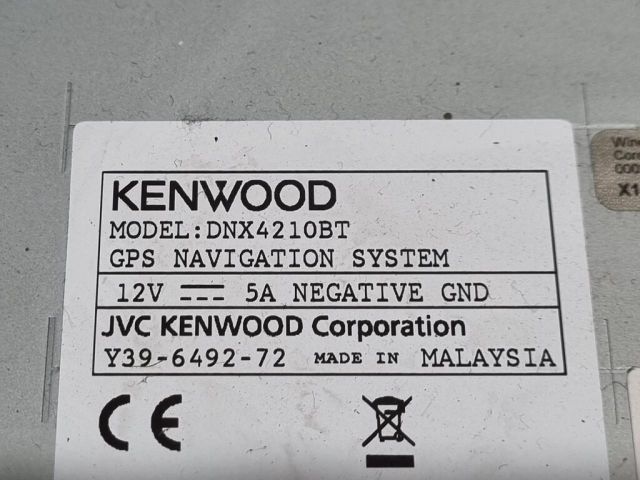 KENWOOD
MODEL:DNX4210BT
GPS NAVIGATION SYSTEM
12V 5A NEGATIVE GND
JVC KENWOOD Corporation
Y39-6492-72 MADE IN MALAYSIA
CE
X1